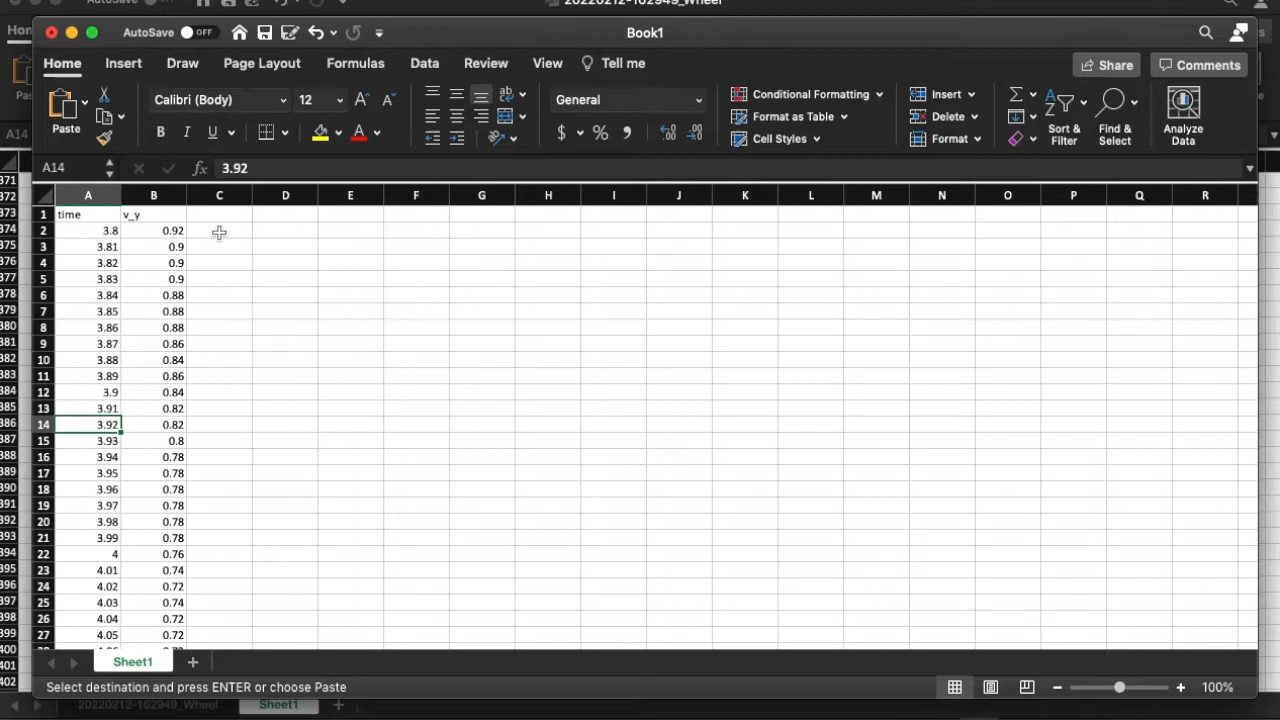 20220212-162949_Wheel
AutoSave OFF Book1
Home Insert Draw Page Layout Formulas Data Review View Tell me Share Comments
Paste Calibri (Body) 12 General Conditional Formatting Format as Table Cell Styles Insert Delete Format Sort & Filter Find & Select Analyze Data
A14 fx 3.92
A B C D E F G H I J K L M N O P Q R
1 time v_y
2 3.8 0.92
3 3.81 0.9
4 3.82 0.9
5 3.83 0.9
6 3.84 0.88
7 3.85 0.88
8 3.86 0.88
9 3.87 0.86
10 3.88 0.84
11 3.89 0.86
12 3.9 0.84
13 3.91 0.82
14 3.92 0.82
15 3.93 0.8
16 3.94 0.78
17 3.95 0.78
18 3.96 0.78
19 3.97 0.78
20 3.98 0.78
21 3.99 0.78
22 4 0.76
23 4.01 0.74
24 4.02 0.72
25 4.03 0.74
26 4.04 0.72
27 4.05 0.72
Sheet1
Select destination and press ENTER or choose Paste 100%
20220212-162949_Wheel Sheet1